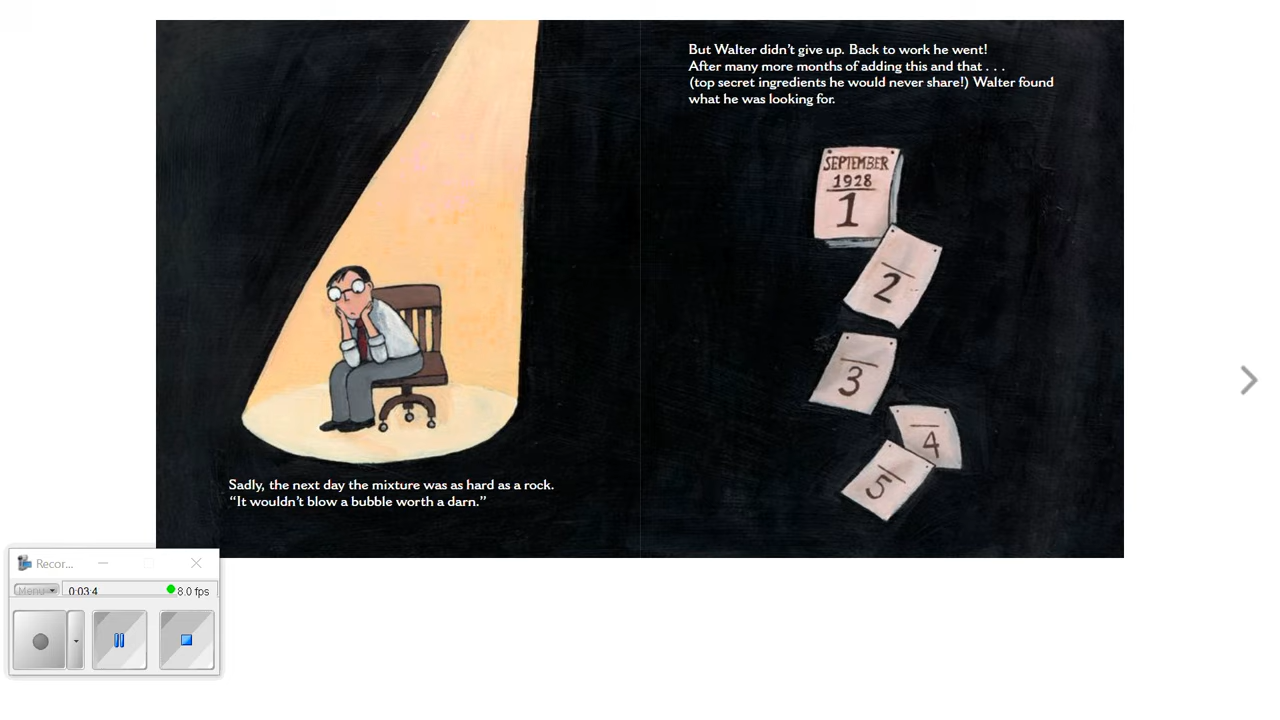 Sadly, the next day the mixture was as hard as a rock.
“It wouldn’t blow a bubble worth a darn.”
But Walter didn’t give up. Back to work he went!
After many more months of adding this and that . . .
(top secret ingredients he would never share!) Walter found
what he was looking for.
SEPTEMBER
1928
1
2
3
4
5
Recor...
Menu
0:03:4
8.0 fps